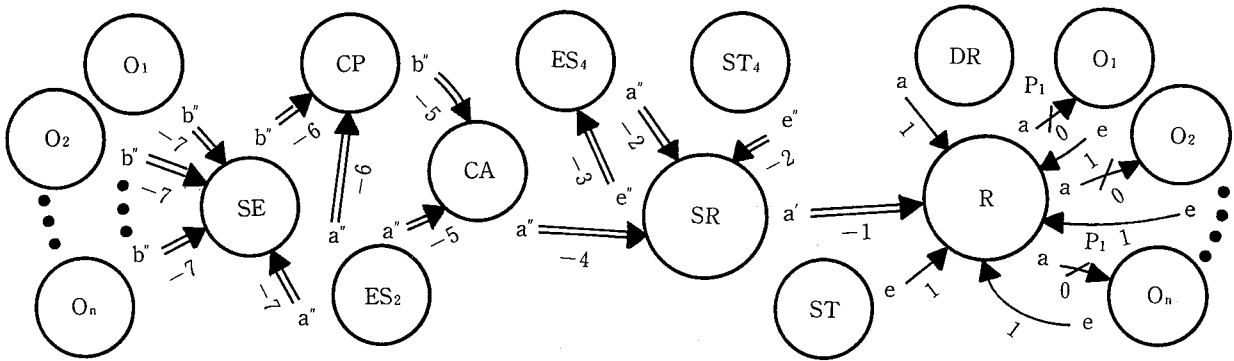 O₁
O₂
Oₙ
b″
-7
b″
-7
b″
-7
SE
-7
a″
CP
b″
-6
-6
a″
b″
-5
CA
a″
-5
ES₂
ES₄
-3
e″
a″
-2
ST₄
e″
-2
SR
a″
-4
a′
-1
DR
a
1
R
ST
e
1
P₁
a
0
O₁
e
1
a
0
O₂
e
1
P₁
a
0
Oₙ
e
1